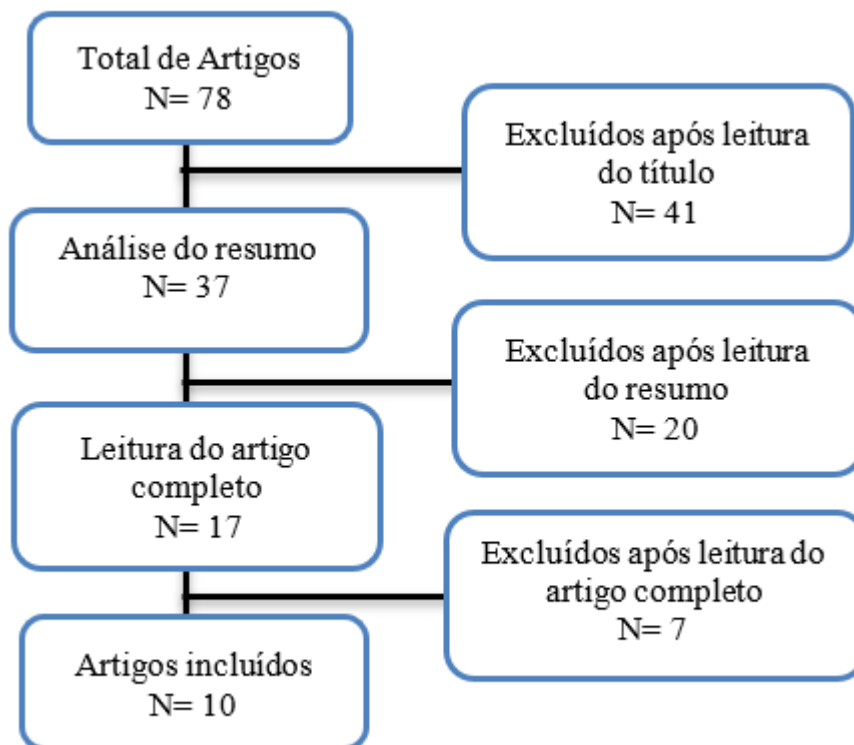 Total de Artigos
N= 78
Excluídos após leitura
do título
N= 41
Análise do resumo
N= 37
Excluídos após leitura
do resumo
N= 20
Leitura do artigo
completo
N= 17
Excluídos após leitura do
artigo completo
N= 7
Artigos incluídos
N= 10